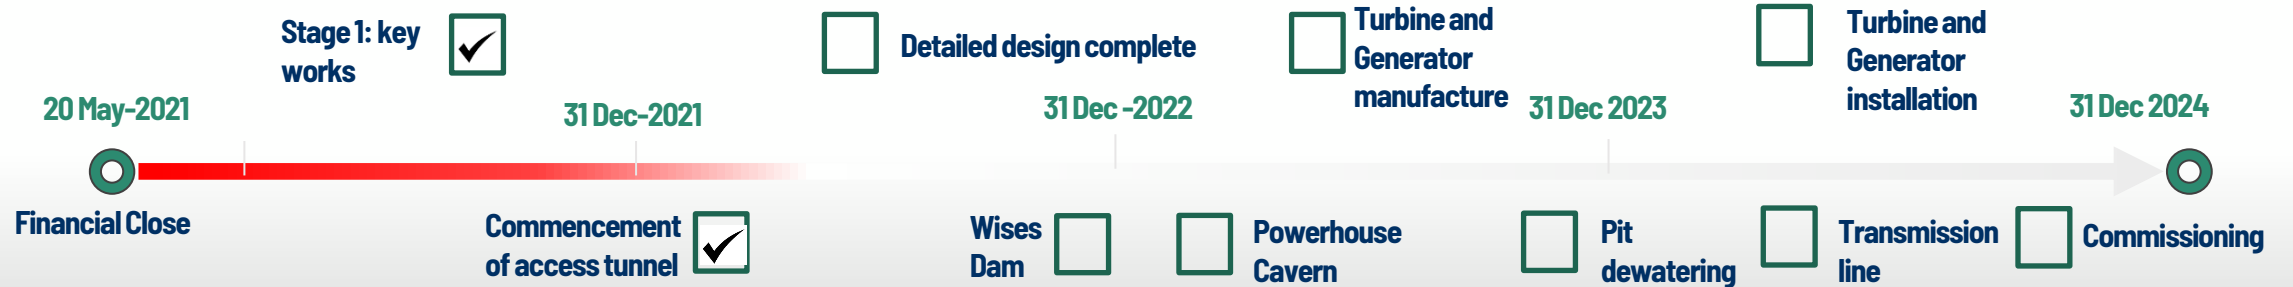 Stage 1: key
works
Detailed design complete
Turbine and
Generator
manufacture
Turbine and
Generator
installation
20 May-2021
31 Dec-2021
31 Dec -2022
31 Dec 2023
31 Dec 2024
Financial Close
Commencement
of access tunnel
Wises
Dam
Powerhouse
Cavern
Pit
dewatering
Transmission
line
Commissioning